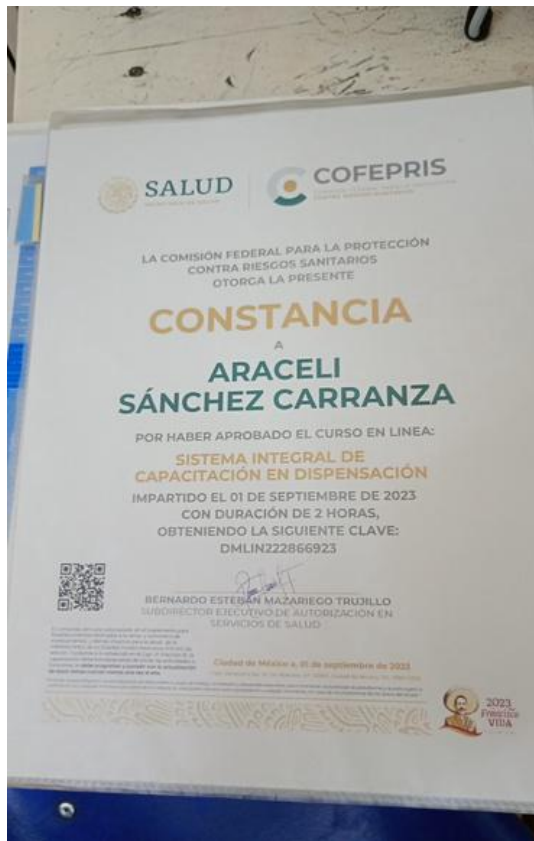 SALUD
SECRETARÍA DE SALUD
COFEPRIS
LA COMISIÓN FEDERAL PARA LA PROTECCIÓN
CONTRA RIESGOS SANITARIOS
OTORGA LA PRESENTE
CONSTANCIA
A
ARACELI
SÁNCHEZ CARRANZA
POR HABER APROBADO EL CURSO EN LINEA:
SISTEMA INTEGRAL DE
CAPACITACIÓN EN DISPENSACIÓN
IMPARTIDO EL 01 DE SEPTIEMBRE DE 2023
CON DURACIÓN DE 2 HORAS,
OBTENIENDO LA SIGUIENTE CLAVE:
DMLIN222866923
BERNARDO ESTEBAN MAZARIEGO TRUJILLO
SUBDIRECTOR EJECUTIVO DE AUTORIZACIÓN EN
SERVICIOS DE SALUD
Ciudad de México a, 01 de septiembre de 2023
2023
Francisco
VILLA